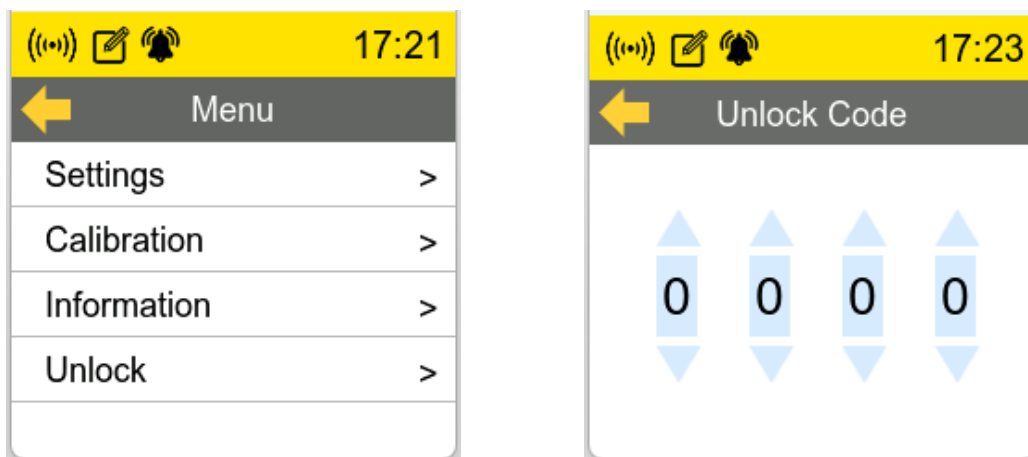 17:21
Menu
Settings >
Calibration >
Information >
Unlock >
17:23
Unlock Code
0 0 0 0